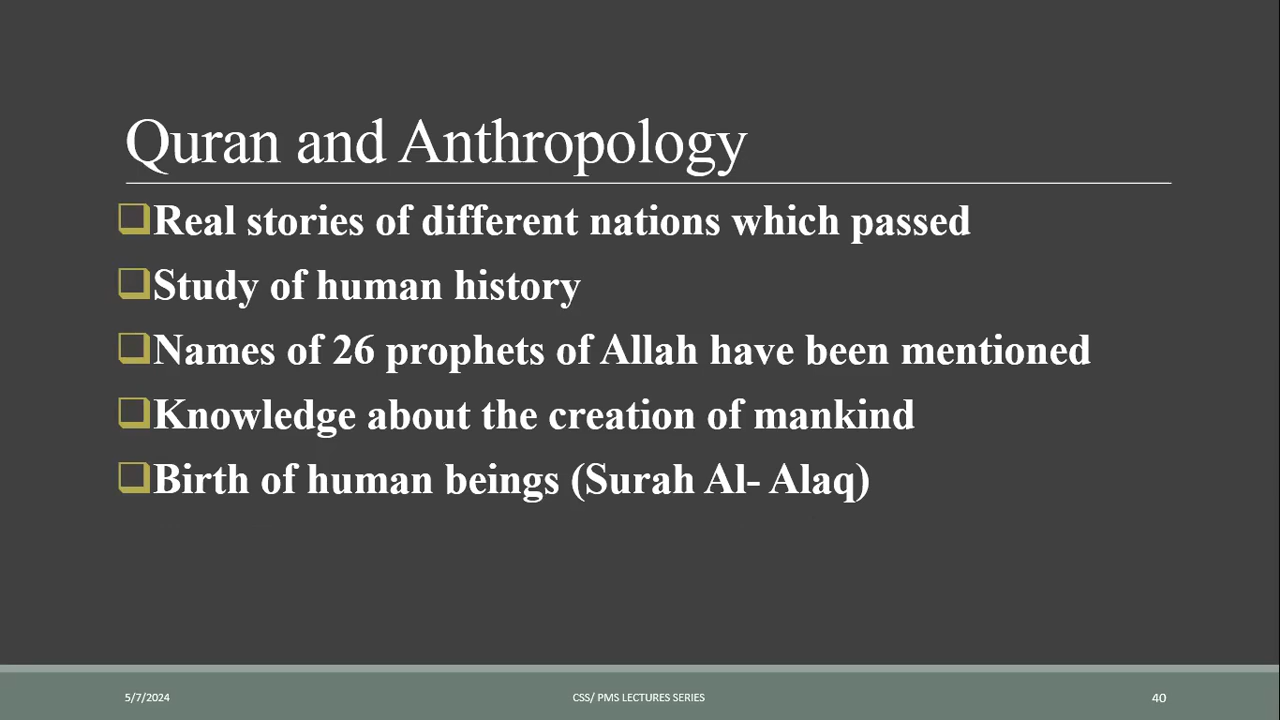 Quran and Anthropology
Real stories of different nations which passed
Study of human history
Names of 26 prophets of Allah have been mentioned
Knowledge about the creation of mankind
Birth of human beings (Surah Al- Alaq)
5/7/2024
CSS/ PMS LECTURES SERIES
40